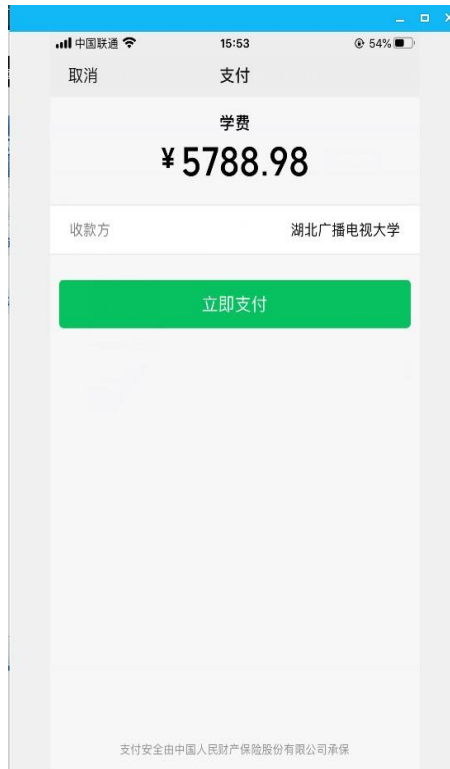 中国联通 15:53 54%
取消 支付
学费
¥5788.98
收款方 湖北广播电视大学
立即支付
支付安全由中国人民财产保险股份有限公司承保